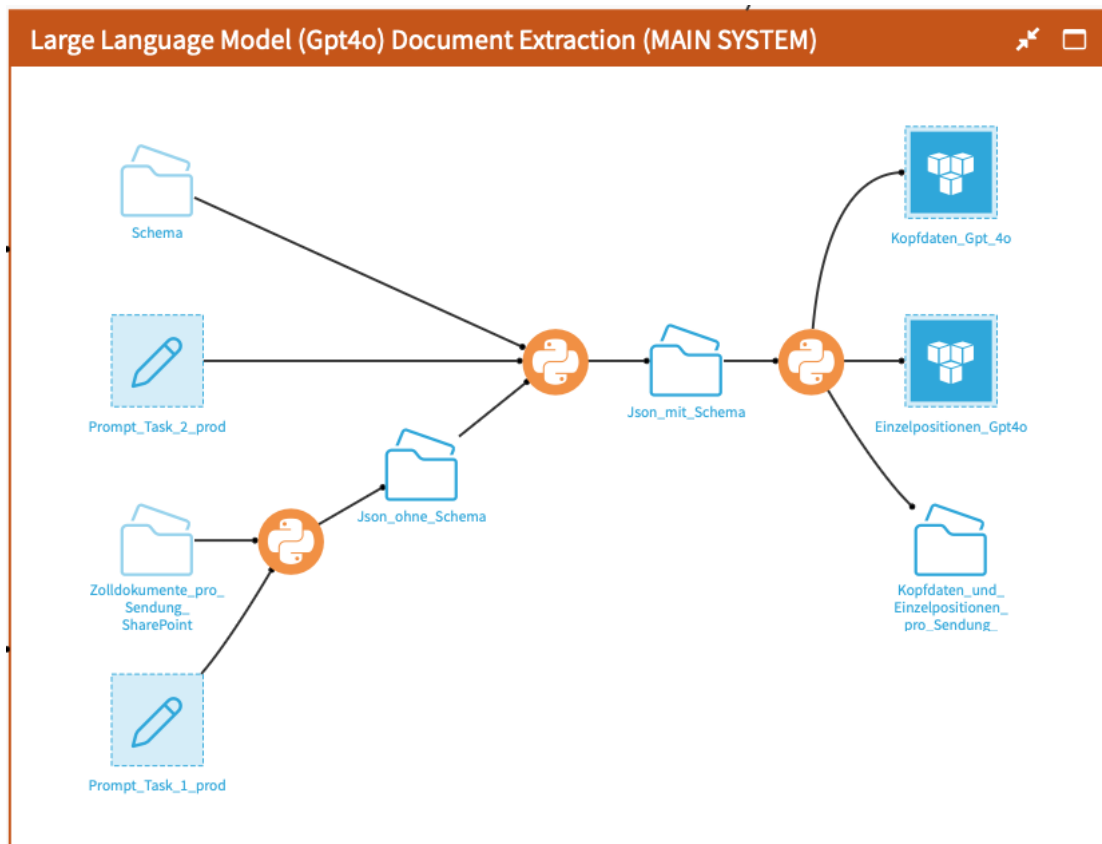 Large Language Model (Gpt4o) Document Extraction (MAIN SYSTEM)
Schema
Kopfdaten_Gpt_4o
Prompt_Task_2_prod
Json_mit_Schema
Einzelpositionen_Gpt4o
Json_ohne_Schema
Zolldokumente_pro_
Sendung_
SharePoint
Kopfdaten_und_
Einzelpositionen_
pro_Sendung_
Prompt_Task_1_prod